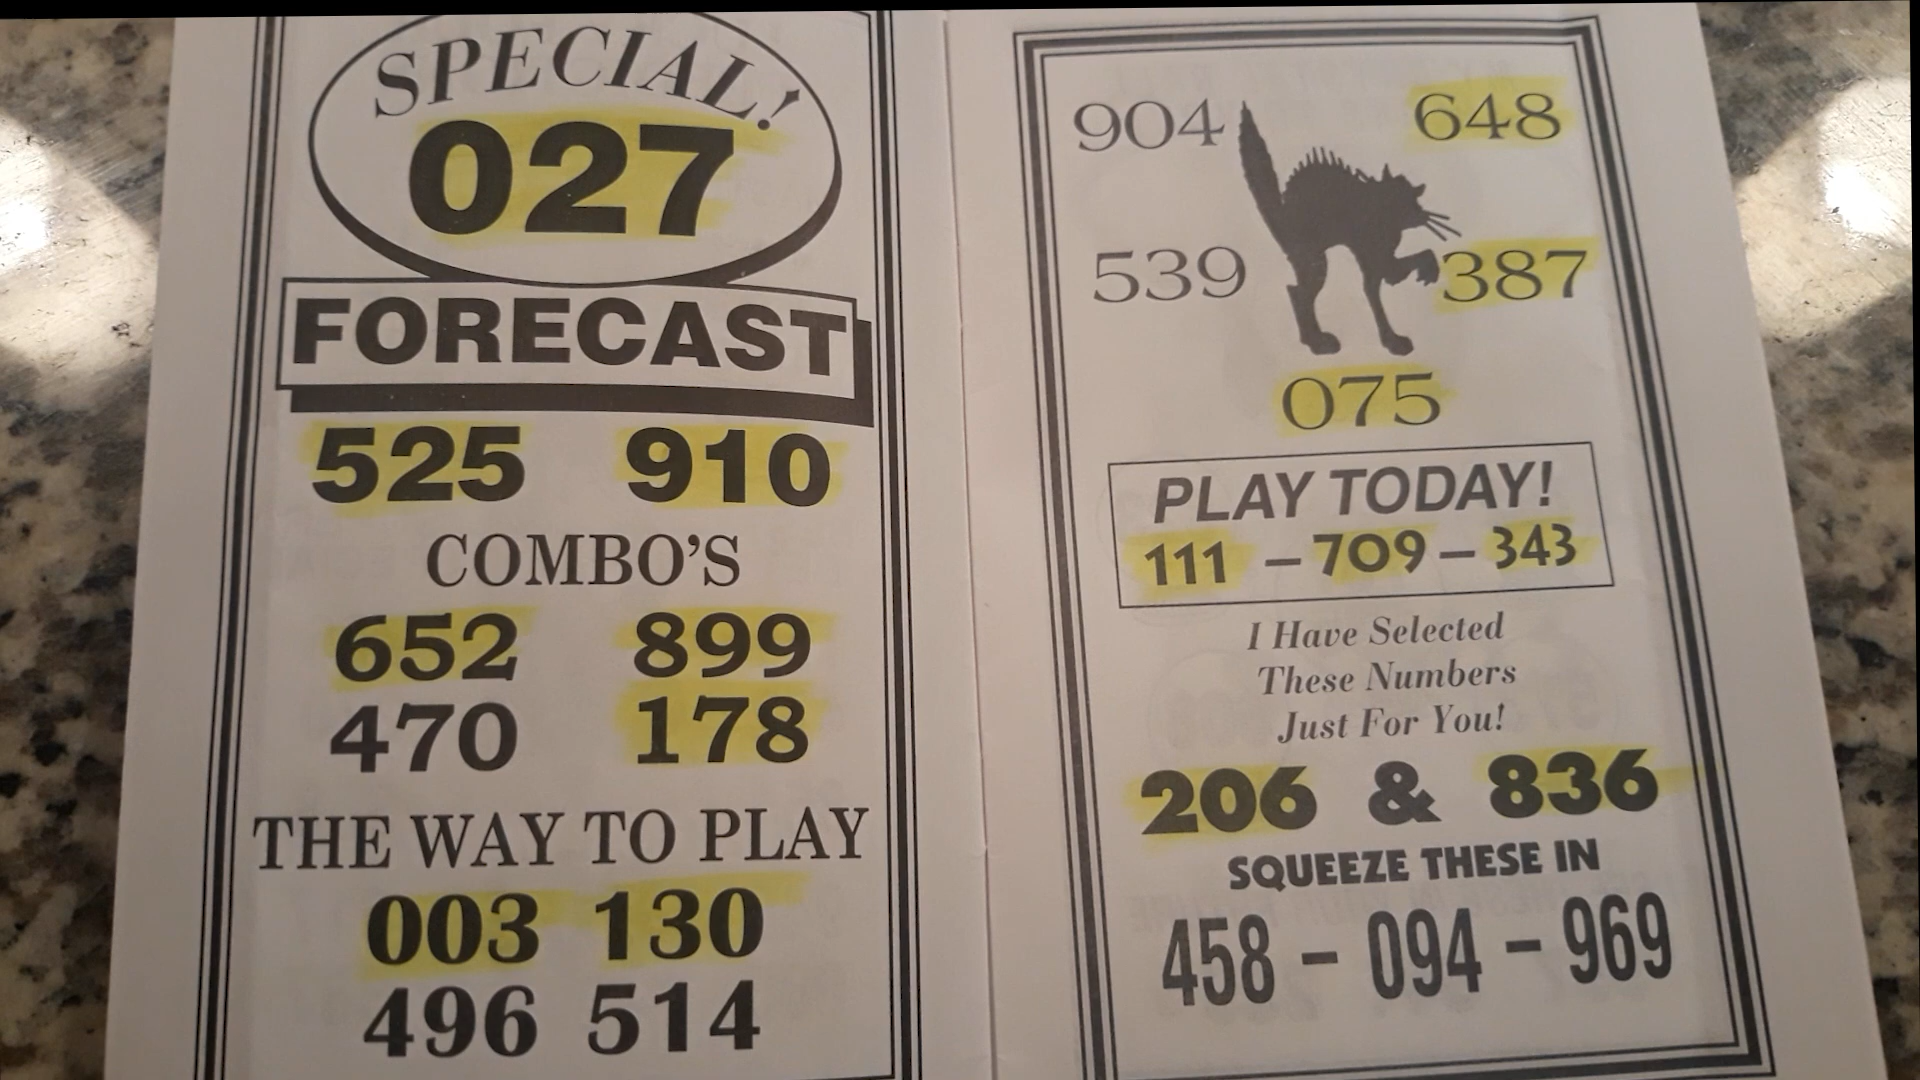 SPECIAL!
027
FORECAST
525 910
COMBO'S
652 899
470 178
THE WAY TO PLAY
003 130
496 514
904 648
539 387
075
PLAY TODAY!
111 – 709 – 343
I Have Selected
These Numbers
Just For You!
206 & 836
SQUEEZE THESE IN
458 – 094 – 969